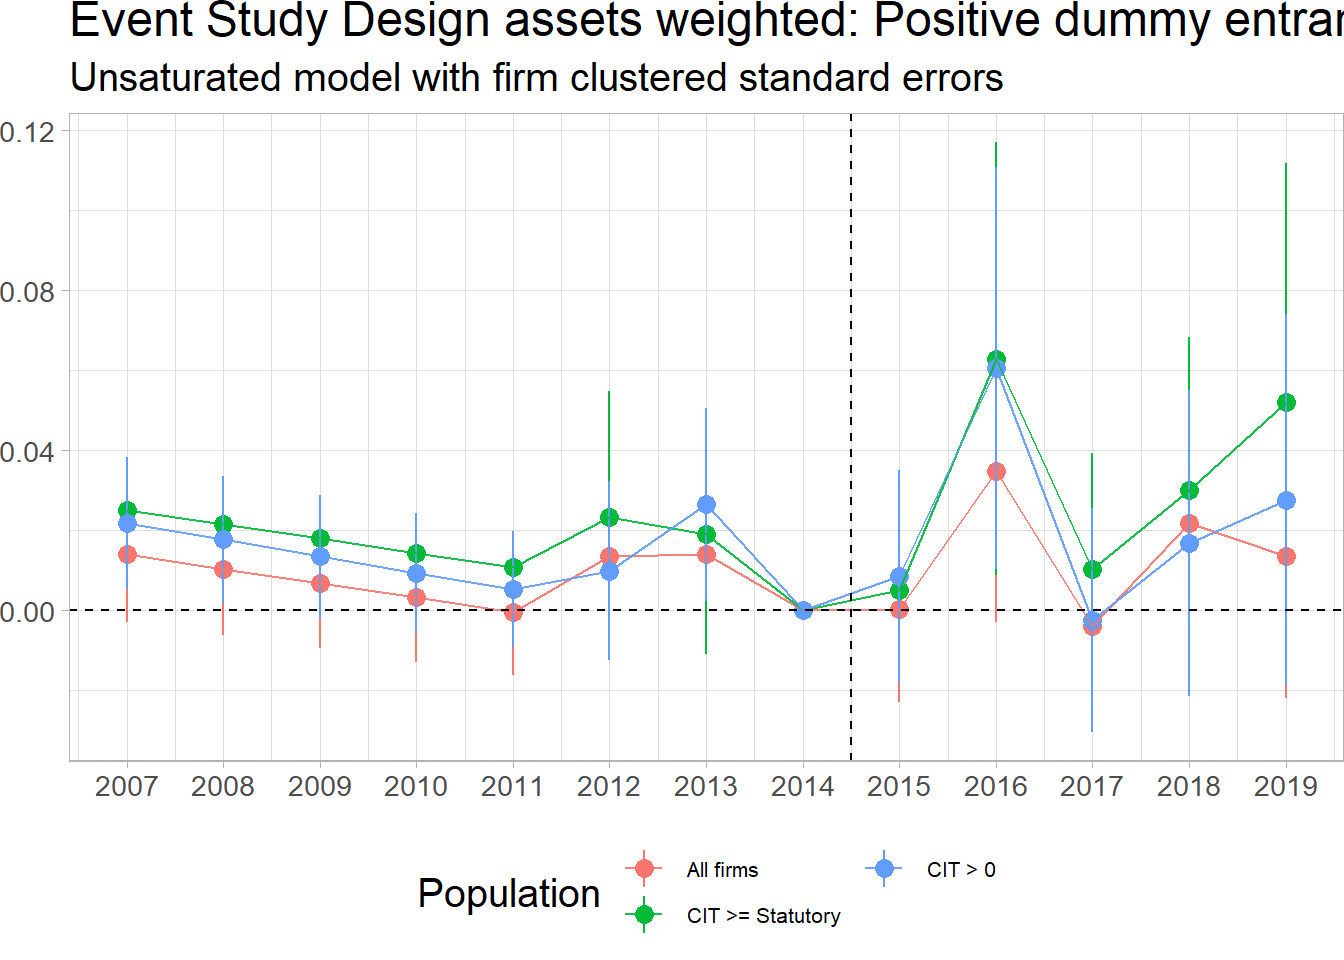 Event Study Design assets weighted: Positive dummy
Unsaturated model with firm clustered standard errors
0.12
0.08
0.04
0.00
2007 2008 2009 2010 2011 2012 2013 2014 2015 2016 2017 2018 2019
Population
All firms
CIT > 0
CIT >= Statutory